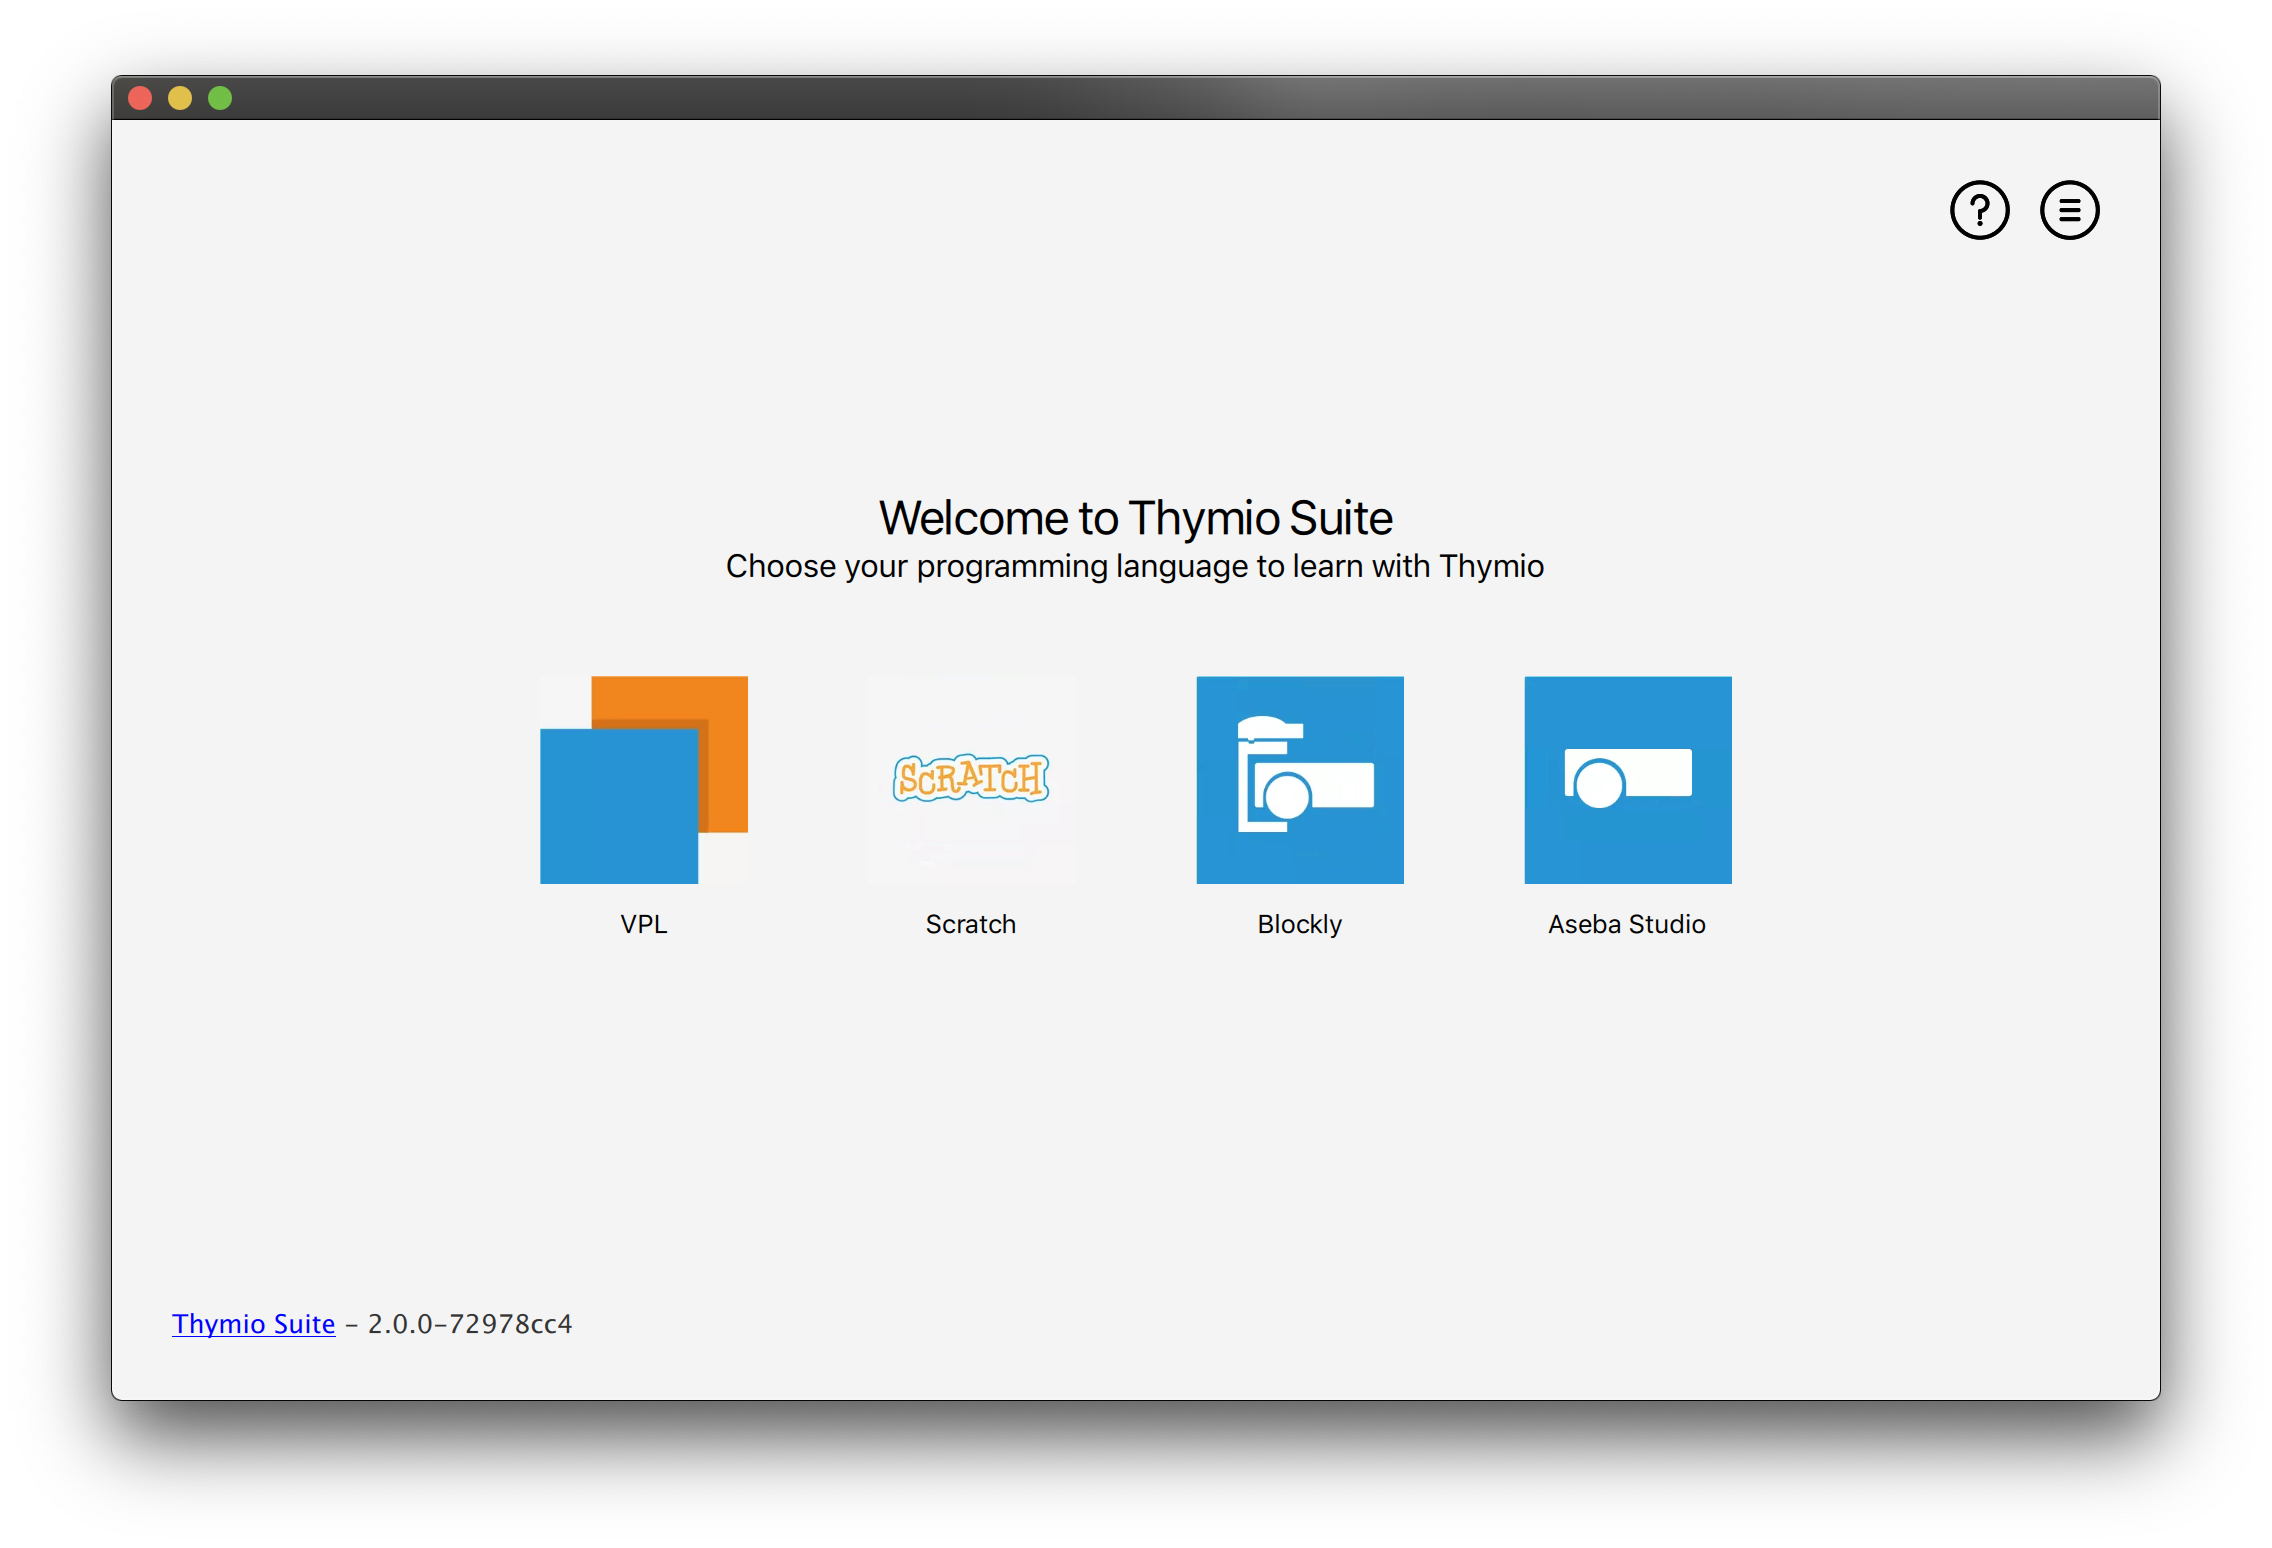 ?
Welcome to Thymio Suite
Choose your programming language to learn with Thymio
SCRATCH
VPL
Scratch
Blockly
Aseba Studio
Thymio Suite - 2.0.0-72978cc4